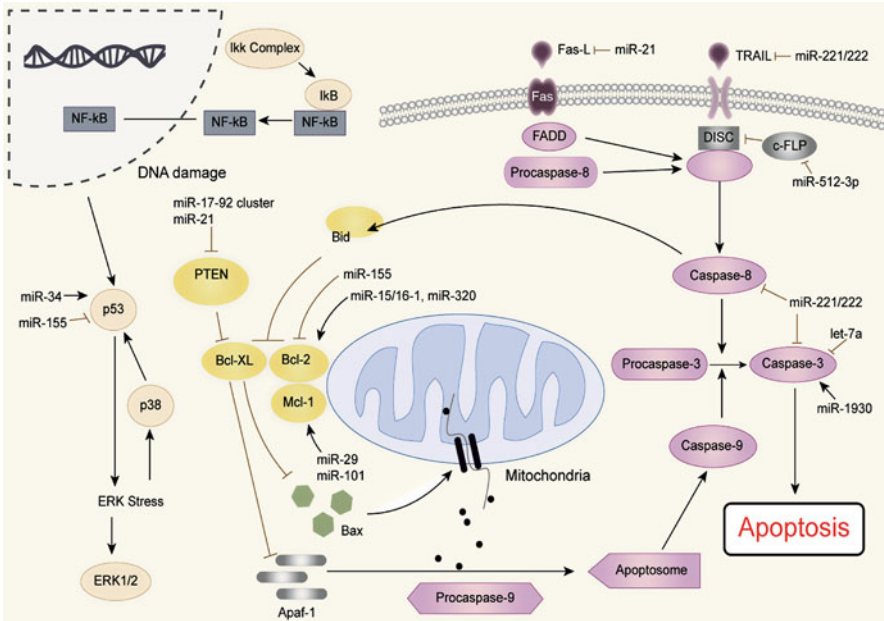 Ikk Complex
IkB
NF-kB
NF-kB
NF-kB
DNA damage
Fas-L
miR-21
TRAIL
miR-221/222
Fas
FADD
DISC
c-FLP
Procaspase-8
miR-512-3p
miR-17-92 cluster
miR-21
Bid
PTEN
miR-155
Caspase-8
miR-34
p53
miR-15/16-1, miR-320
miR-221/222
miR-155
let-7a
Bcl-XL
Bcl-2
Procaspase-3
Caspase-3
Mcl-1
p38
miR-1930
miR-29
miR-101
Caspase-9
Mitochondria
ERK Stress
Bax
Apoptosis
ERK1/2
Apoptosome
Procaspase-9
Apaf-1